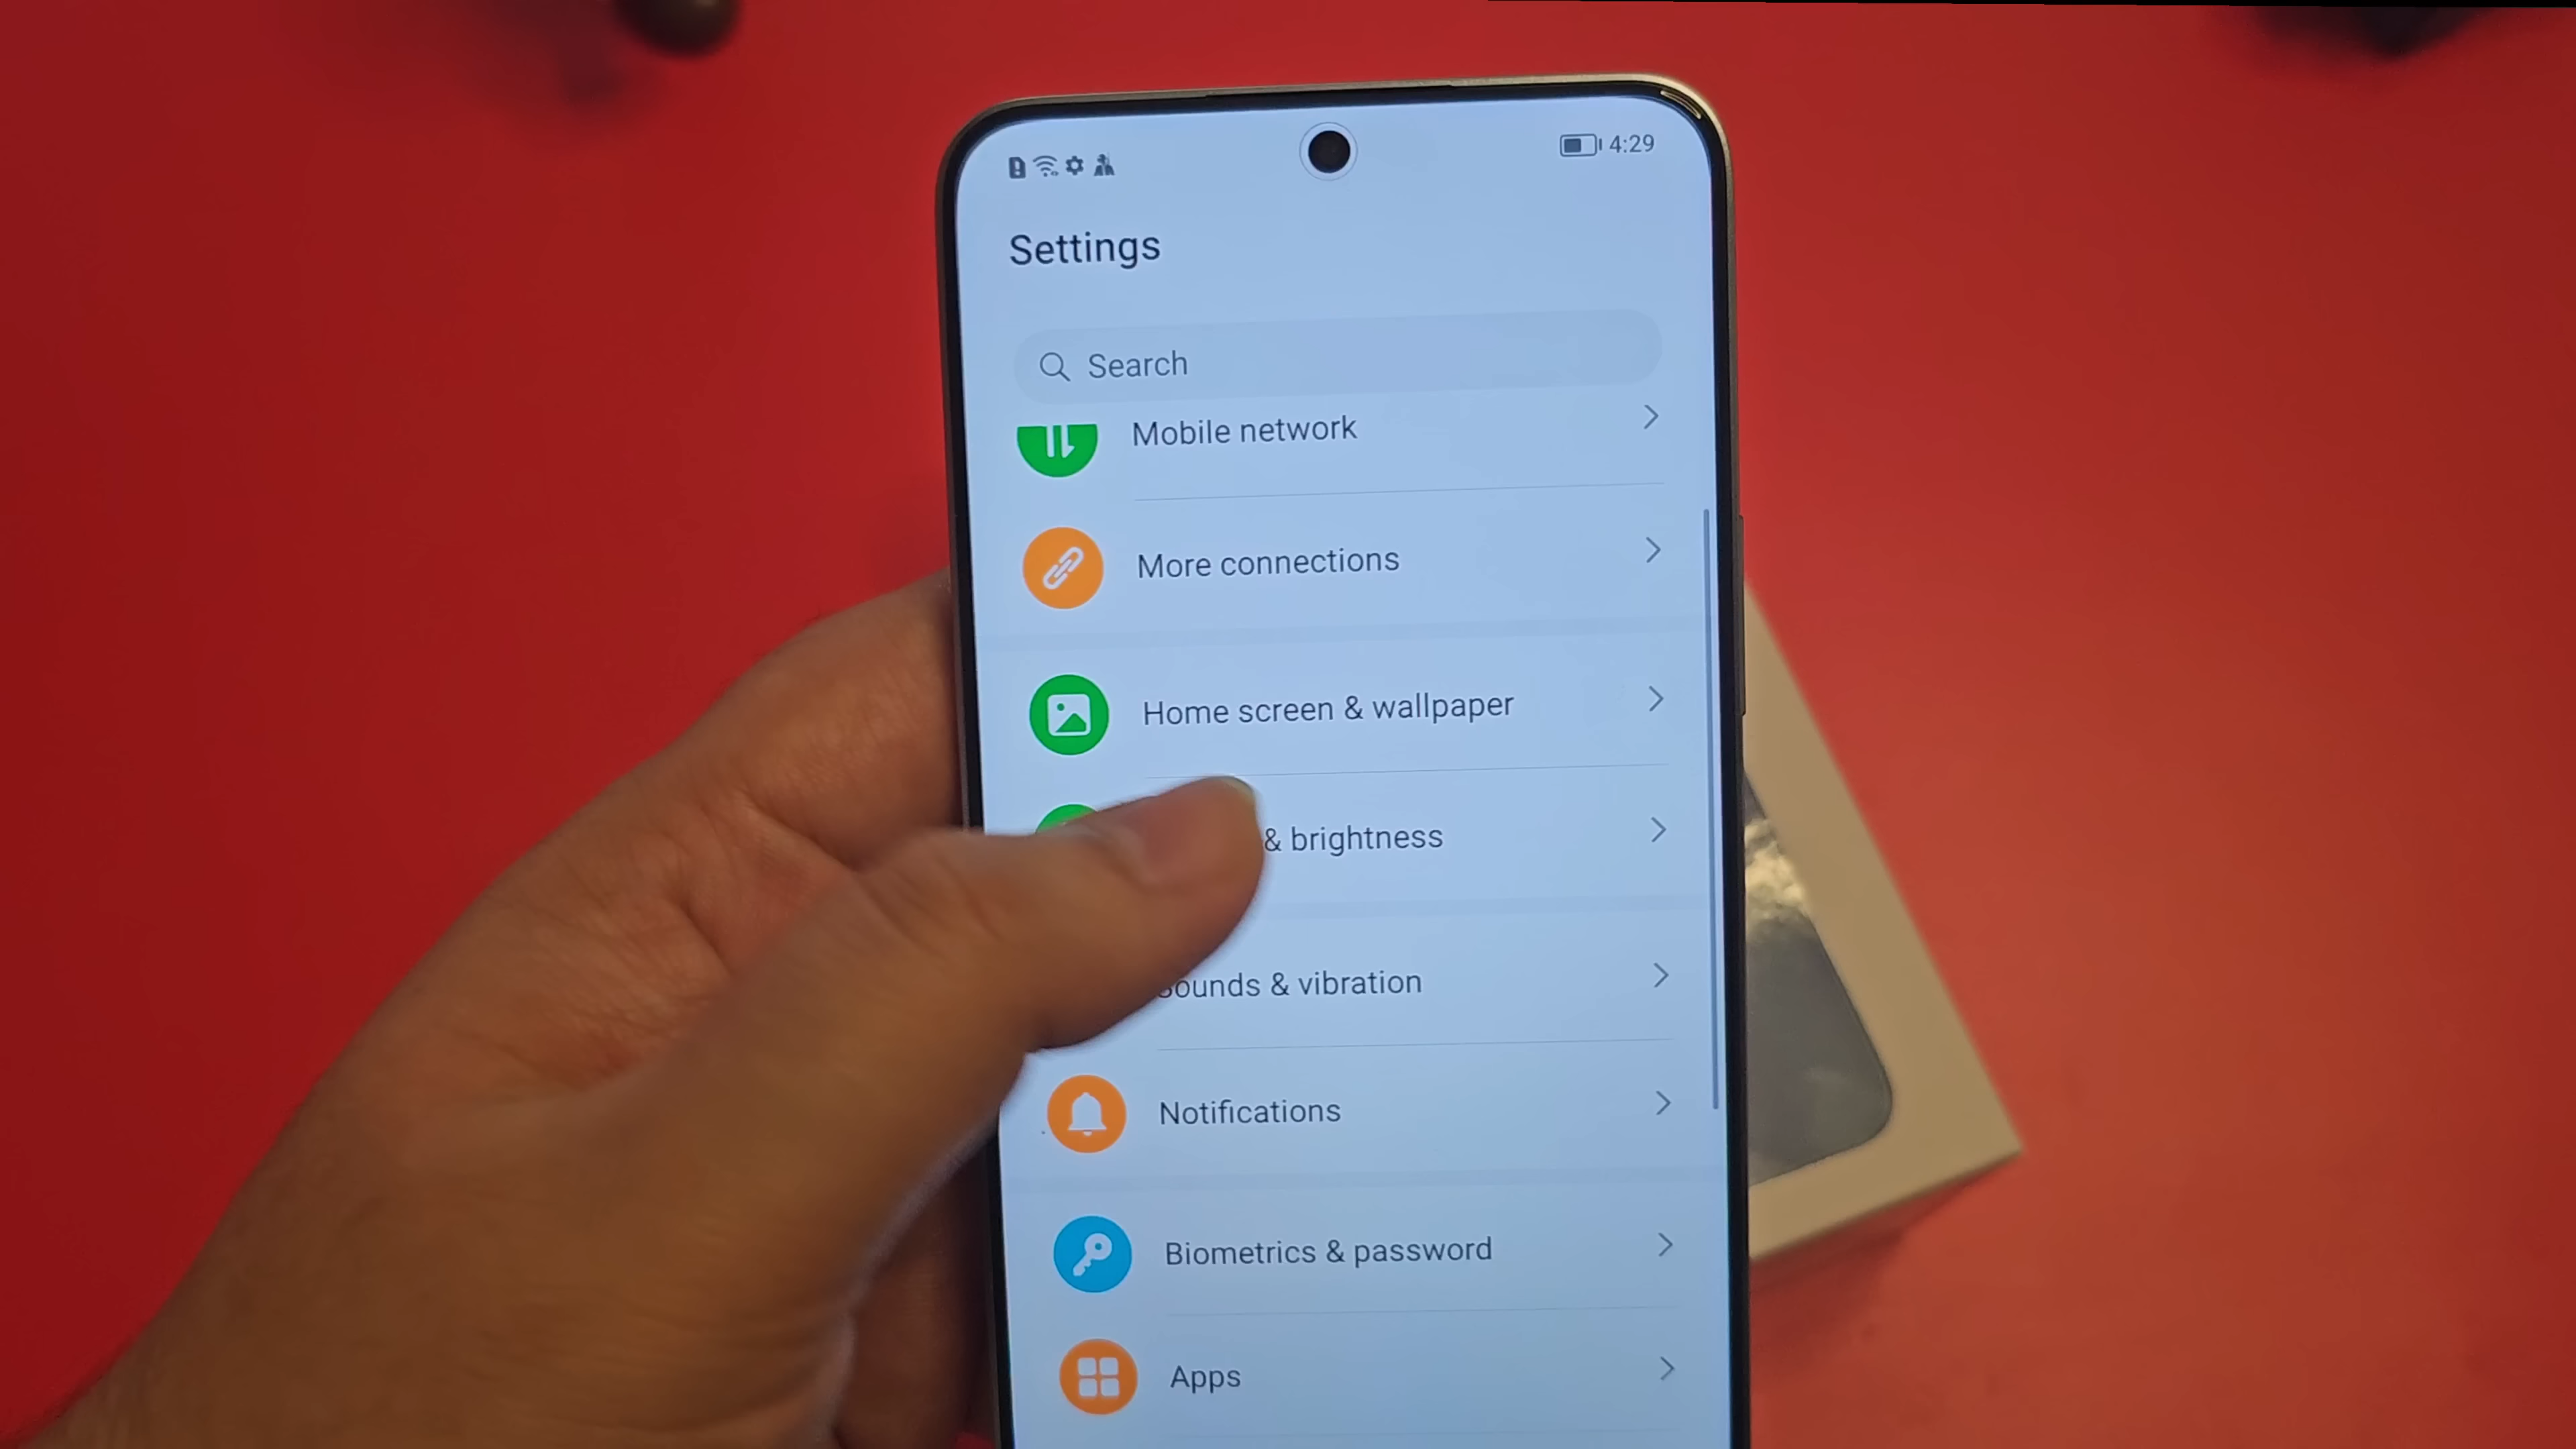 4:29
Settings
Search
Mobile network
More connections
Home screen & wallpaper
& brightness
ounds & vibration
Notifications
Biometrics & password
Apps